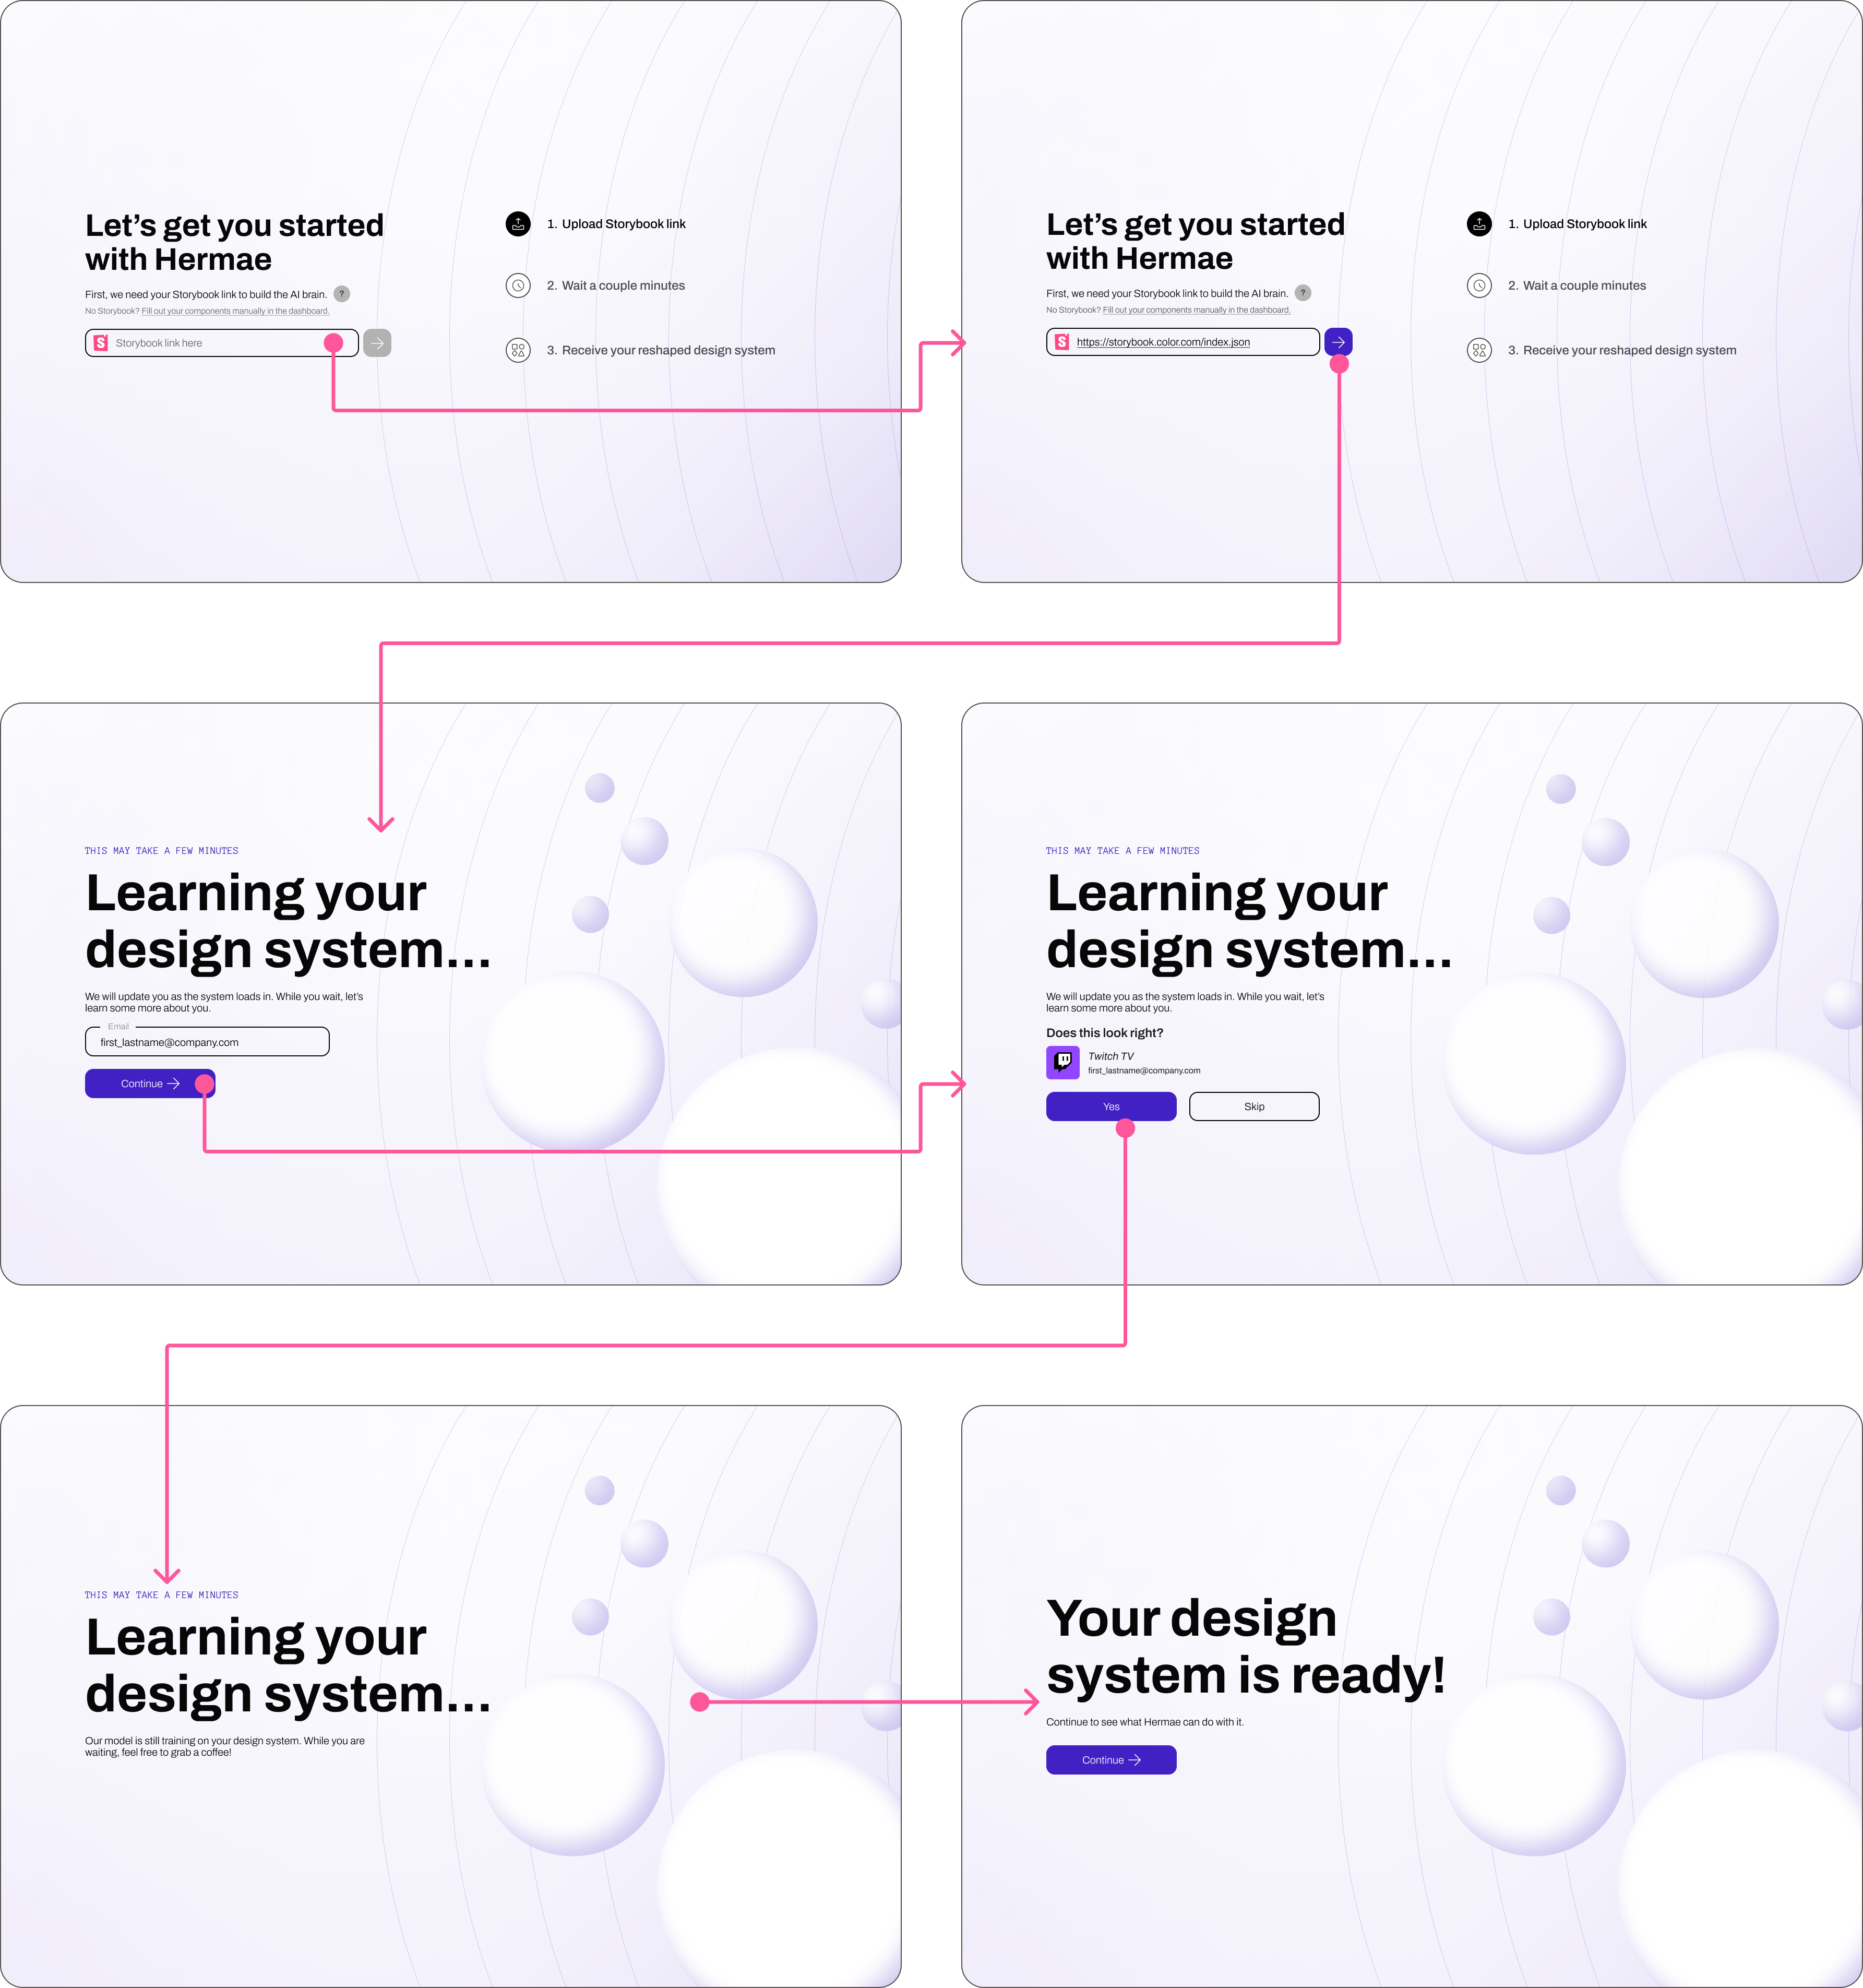 Let’s get you started
with Hermae
First, we need your Storybook link to build the AI brain. ?
No Storybook? Fill out your components manually in the dashboard.
S Storybook link here
1. Upload Storybook link
2. Wait a couple minutes
3. Receive your reshaped design system
Let’s get you started
with Hermae
First, we need your Storybook link to build the AI brain. ?
No Storybook? Fill out your components manually in the dashboard.
S https://storybook.color.com/index.json
1. Upload Storybook link
2. Wait a couple minutes
3. Receive your reshaped design system
THIS MAY TAKE A FEW MINUTES
Learning your
design system...
We will update you as the system loads in. While you wait, let’s
learn some more about you.
Email
first_lastname@company.com
Continue
THIS MAY TAKE A FEW MINUTES
Learning your
design system...
We will update you as the system loads in. While you wait, let’s
learn some more about you.
Does this look right?
Twitch TV
first_lastname@company.com
Yes
Skip
THIS MAY TAKE A FEW MINUTES
Learning your
design system...
Our model is still training on your design system. While you are
waiting, feel free to grab a coffee!
Your design
system is ready!
Continue to see what Hermae can do with it.
Continue